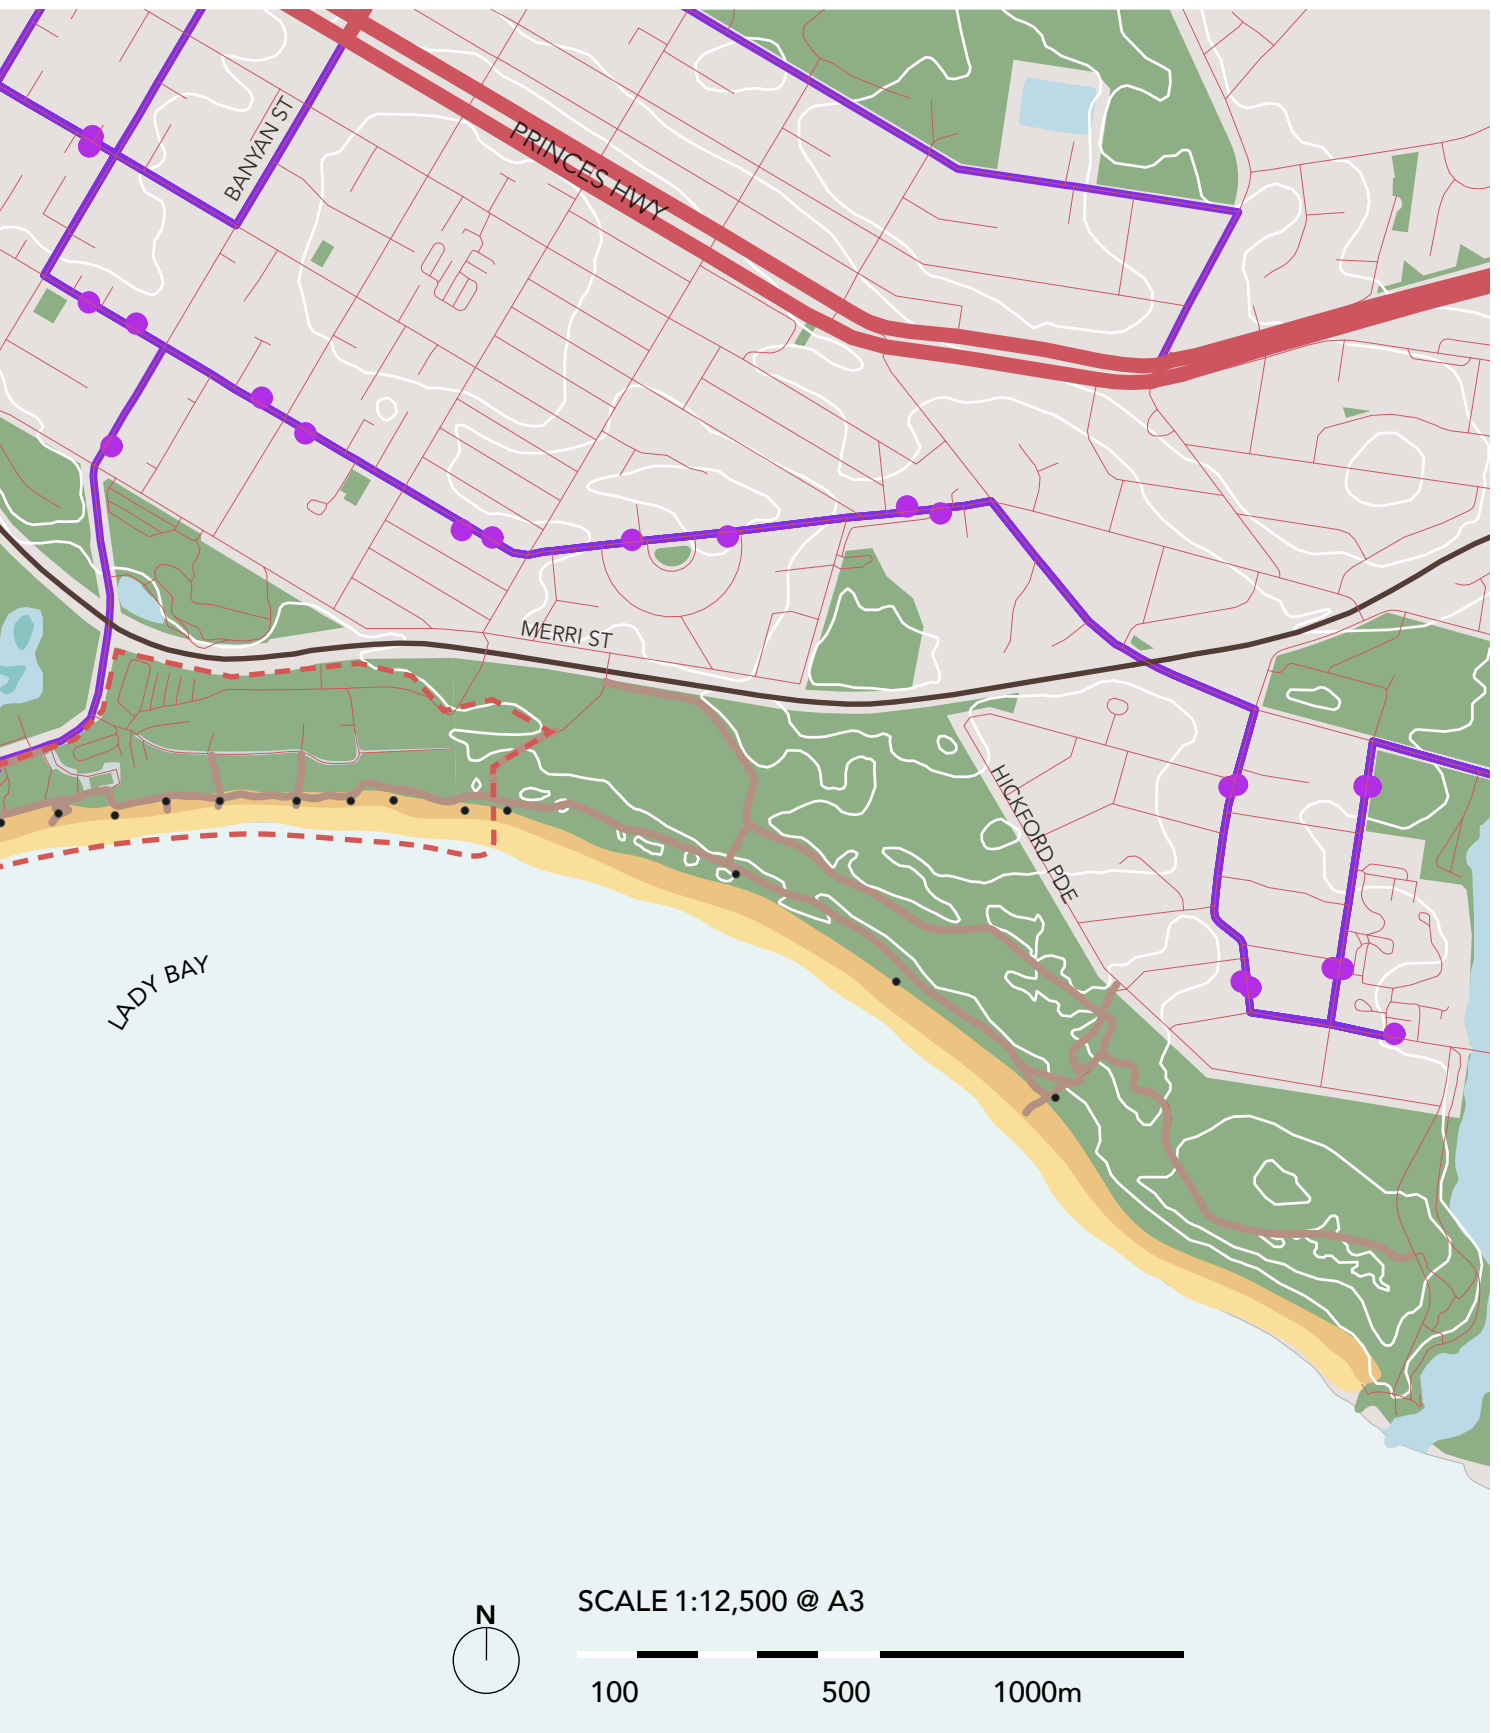 BANYAN ST
PRINCES HWY
MERRI ST
HICKFORD PDE
LADY BAY
N
SCALE 1:12,500 @ A3
100 500 1000m